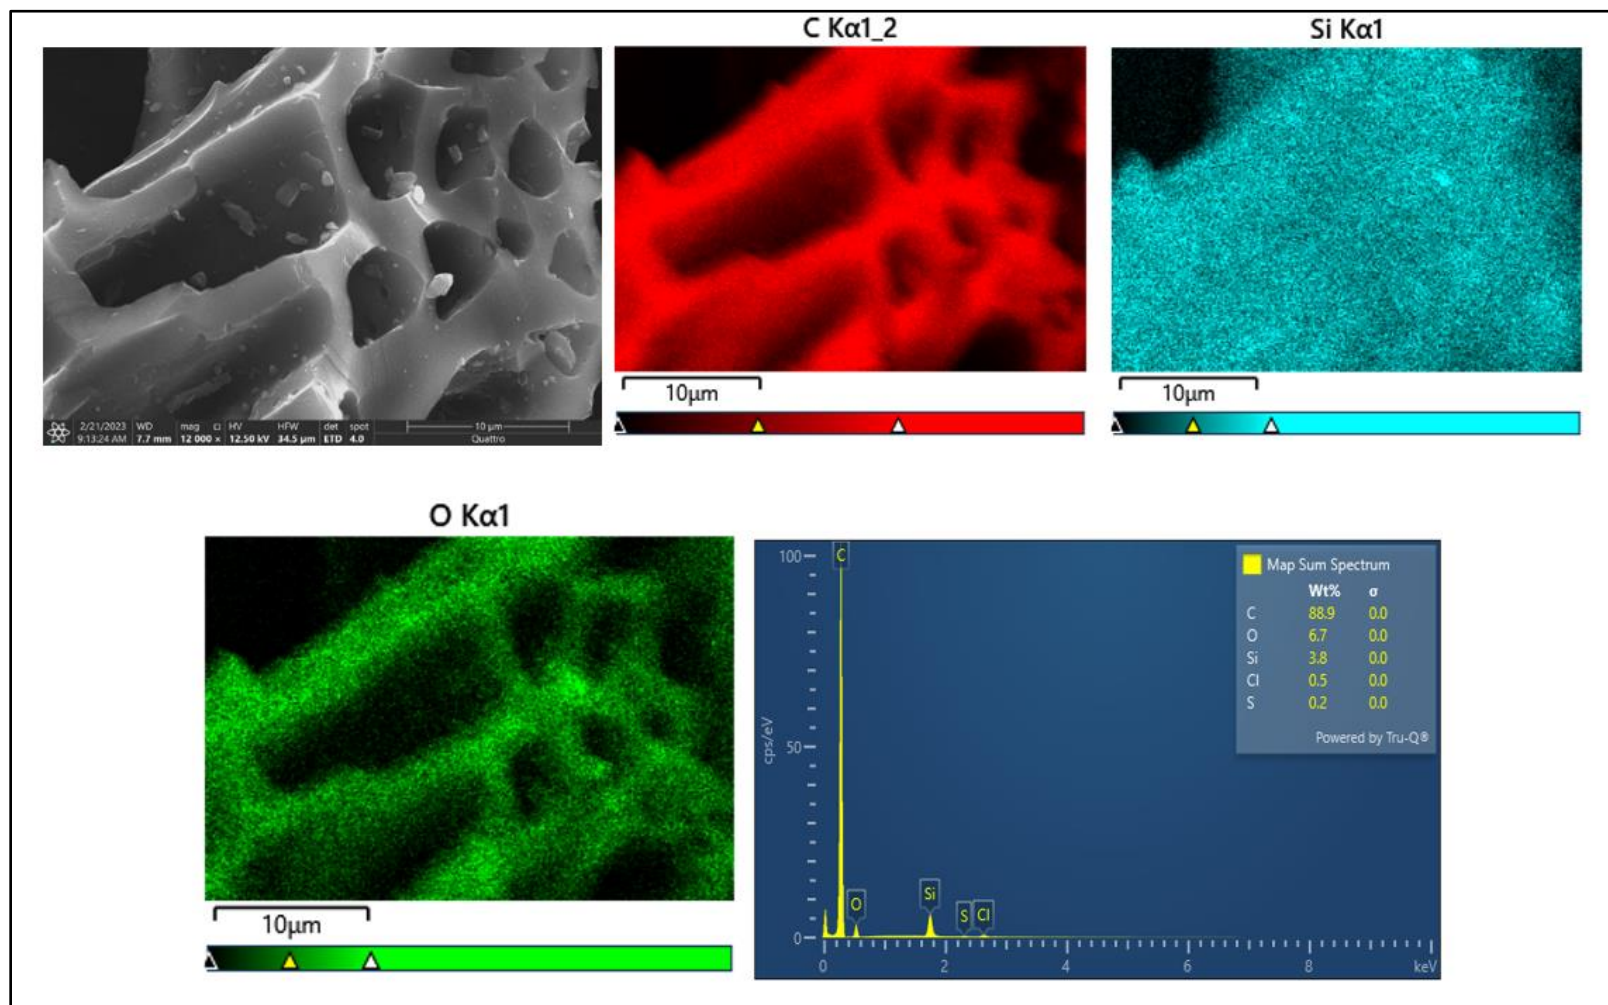 C Kα1_2
Si Kα1
2/21/2023 WD mag □ HV HFW det spot
9:13:24 AM 7.7 mm 12 000 × 12.50 kV 34.5 µm ETD 4.0
10 µm
Quattro
10µm
10µm
O Kα1
10µm
100
50
0
cps/eV
C
O
Si
S
Cl
0 2 4 6 8 keV
Map Sum Spectrum
Wt% σ
C 88.9 0.0
O 6.7 0.0
Si 3.8 0.0
Cl 0.5 0.0
S 0.2 0.0
Powered by Tru-Q®